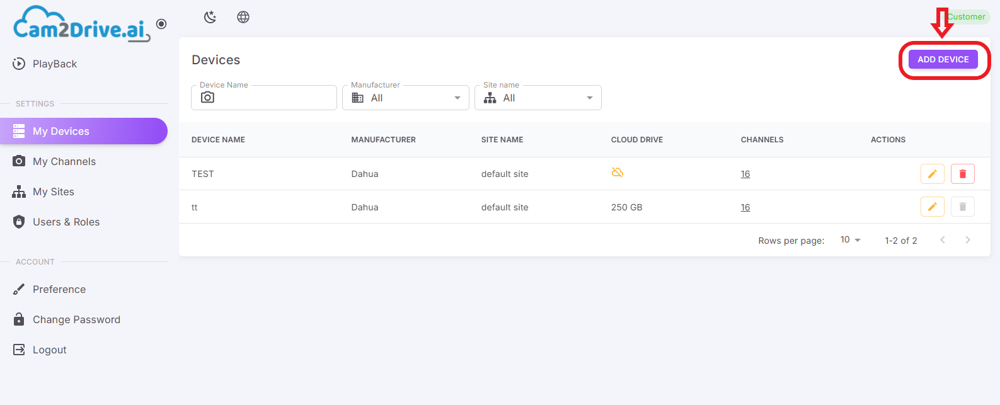 Cam2Drive.ai
Customer
PlayBack
SETTINGS
My Devices
My Channels
My Sites
Users & Roles
ACCOUNT
Preference
Change Password
Logout
Devices
ADD DEVICE
Device Name
Manufacturer
All
Site name
All
DEVICE NAME MANUFACTURER SITE NAME CLOUD DRIVE CHANNELS ACTIONS
TEST Dahua default site 16
tt Dahua default site 250 GB 16
Rows per page: 10 1-2 of 2